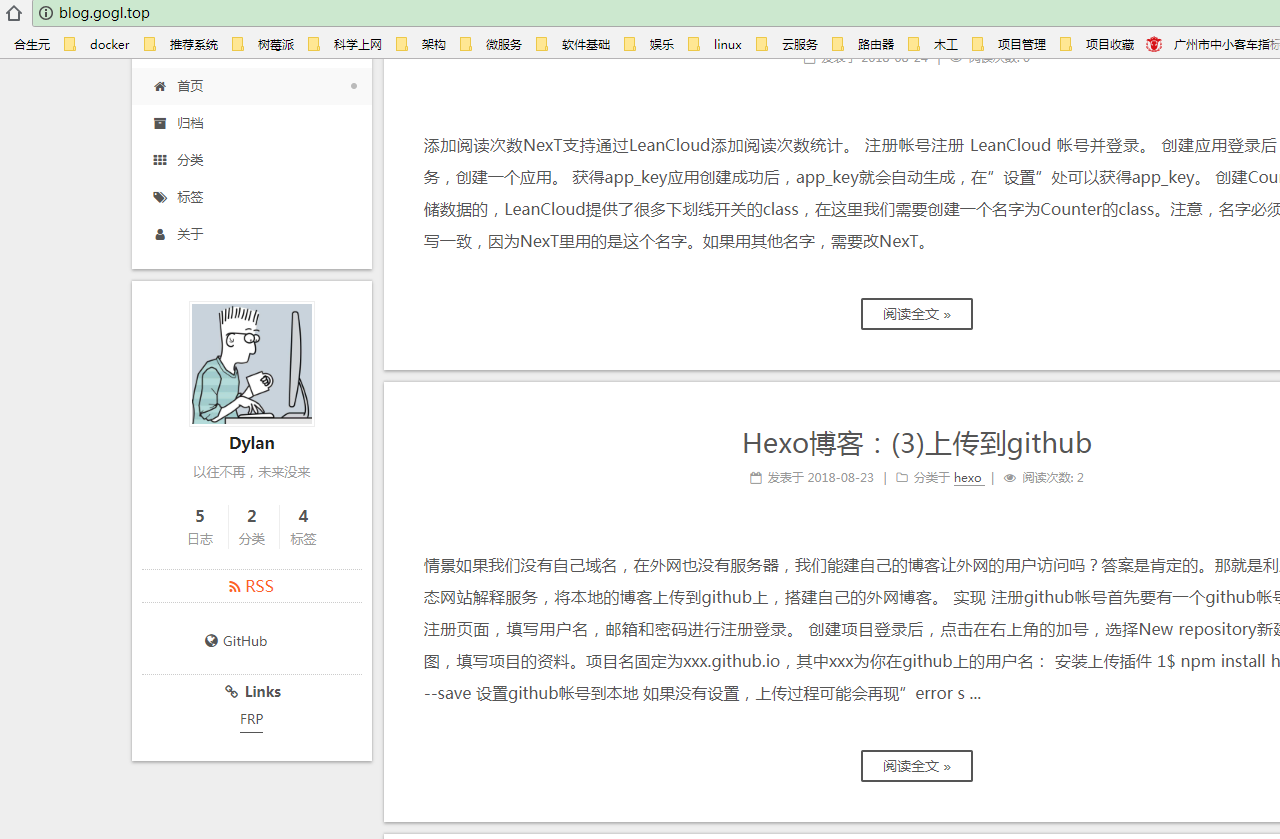 blog.gogl.top
合生元 docker 推荐系统 树莓派 科学上网 架构 微服务 软件基础 娱乐 linux 云服务 路由器 木工 项目管理 项目收藏 广州市中小客车指标
首页
归档
分类
标签
关于
Dylan
以往不再，未来没来
5 2 4
日志 分类 标签
RSS
GitHub
Links
FRP
发表于 2018-08-24 | 阅读次数: 6
添加阅读次数NexT支持通过LeanCloud添加阅读次数统计。 注册帐号注册 LeanCloud 帐号并登录。 创建应用登录后
务，创建一个应用。 获得app_key应用创建成功后，app_key就会自动生成，在”设置”处可以获得app_key。 创建Cou
储数据的，LeanCloud提供了很多下划线开关的class，在这里我们需要创建一个名字为Counter的class。注意，名字必须
写一致，因为NexT里用的是这个名字。如果用其他名字，需要改NexT。
阅读全文 »
Hexo博客：(3)上传到github
发表于 2018-08-23 | 分类于 hexo | 阅读次数: 2
情景如果我们没有自己域名，在外网也没有服务器，我们能建自己的博客让外网的用户访问吗？答案是肯定的。那就是利
态网站解释服务，将本地的博客上传到github上，搭建自己的外网博客。 实现 注册github帐号首先要有一个github帐号
注册页面，填写用户名，邮箱和密码进行注册登录。 创建项目登录后，点击在右上角的加号，选择New repository新建
图，填写项目的资料。项目名固定为xxx.github.io，其中xxx为你在github上的用户名： 安装上传插件 1$ npm install h
--save 设置github帐号到本地 如果没有设置，上传过程可能会再现”error s ...
阅读全文 »